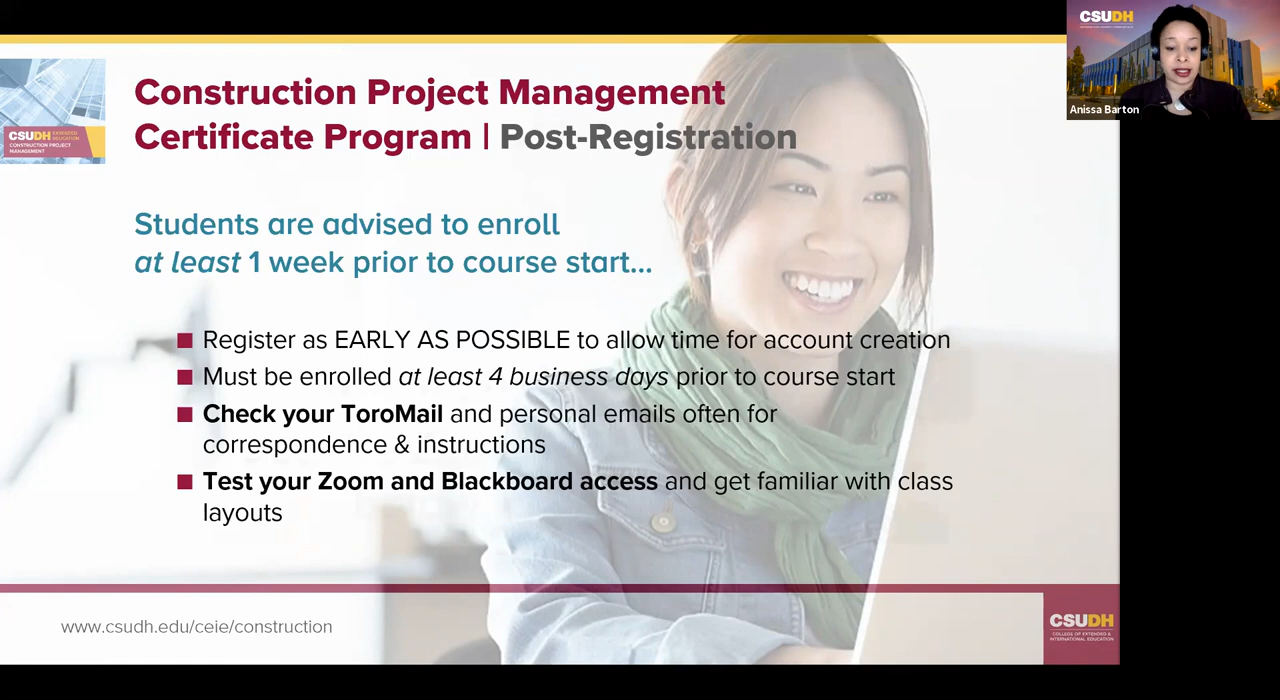 CSUDH
Anissa Barton
CSUDH EXTENDED
EDUCATION
CONSTRUCTION PROJECT
MANAGEMENT
Construction Project Management
Certificate Program | Post-Registration
Students are advised to enroll
at least 1 week prior to course start...
Register as EARLY AS POSSIBLE to allow time for account creation
Must be enrolled at least 4 business days prior to course start
Check your ToroMail and personal emails often for
correspondence & instructions
Test your Zoom and Blackboard access and get familiar with class
layouts
www.csudh.edu/ceie/construction
CSUDH
COLLEGE OF EXTENDED &
INTERNATIONAL EDUCATION